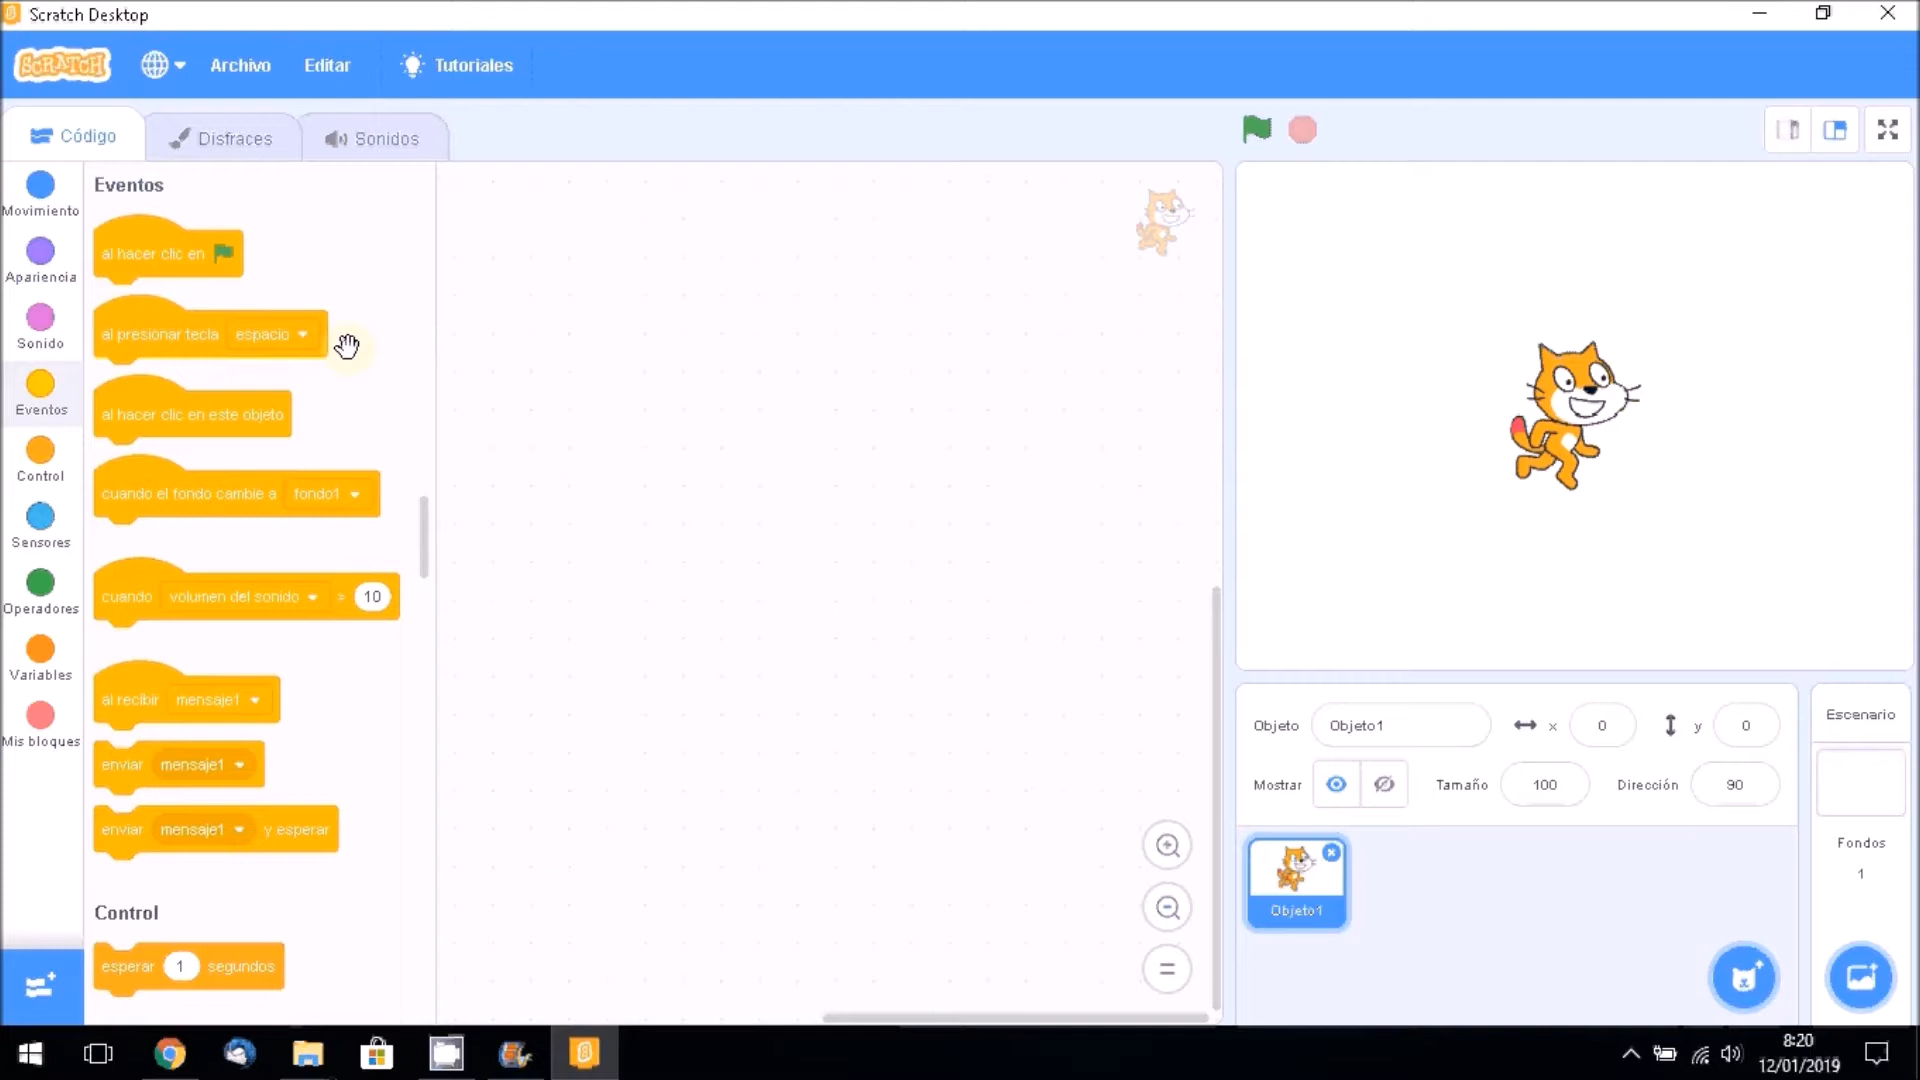 Scratch Desktop
SCRATCH
Archivo
Editar
Tutoriales
Código
Disfraces
Sonidos
Movimiento
Apariencia
Sonido
Eventos
Control
Sensores
Operadores
Variables
Mis bloques
Eventos
al hacer clic en
al presionar tecla espacio
al hacer clic en este objeto
cuando el fondo cambie a fondo1
cuando volumen del sonido > 10
al recibir mensaje1
enviar mensaje1
enviar mensaje1 y esperar
Control
esperar 1 segundos
Objeto Objeto1 x 0 y 0
Mostrar Tamaño 100 Dirección 90
Objeto1
Escenario
Fondos
1
8:20
12/01/2019